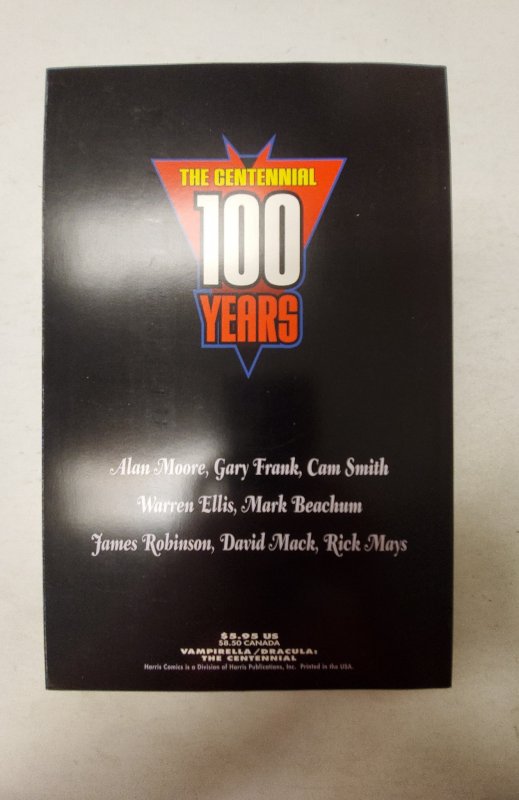 THE CENTENNIAL
100
YEARS
Alan Moore, Gary Frank, Cam Smith
Warren Ellis, Mark Beachum
James Robinson, David Mack, Rick Mays
$5.95 US
$8.50 CANADA
VAMPIRELLA/DRACULA:
THE CENTENNIAL
Harris Comics is a Division of Harris Publications, Inc. Printed in the USA.